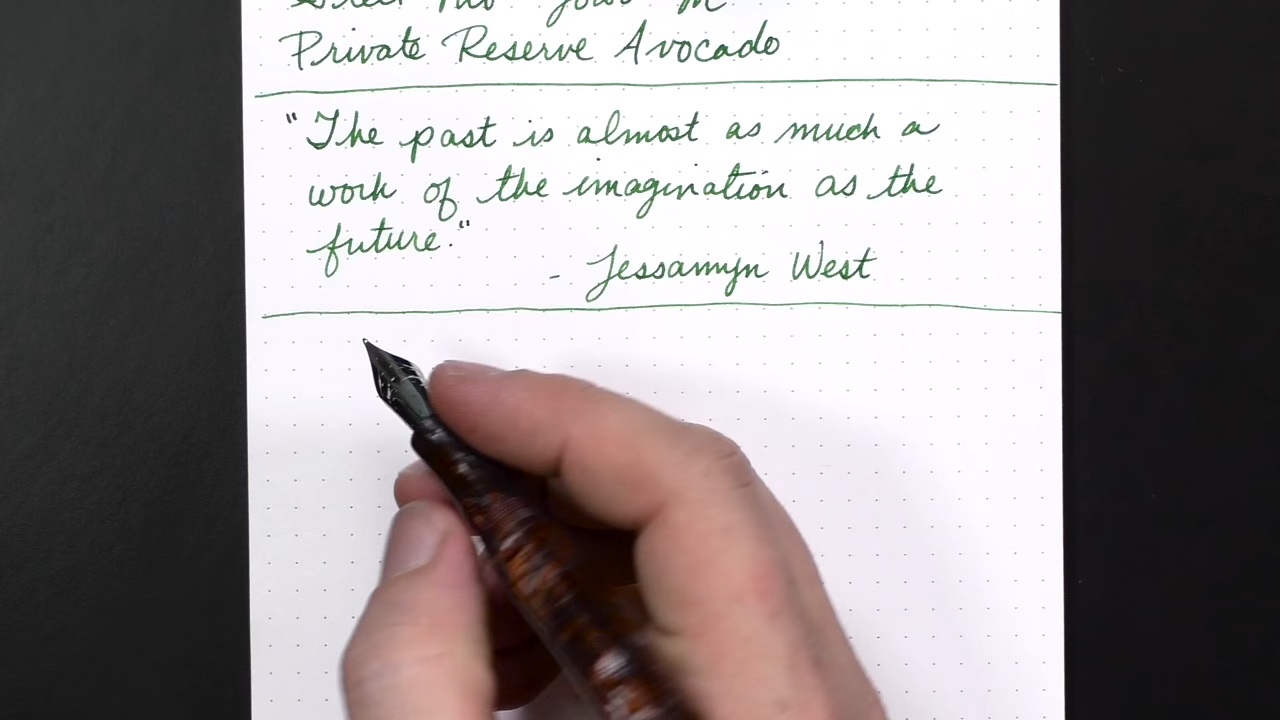 Private Reserve Avocado
"The past is almost as much a
work of the imagination as the
future."
- Jessamyn West